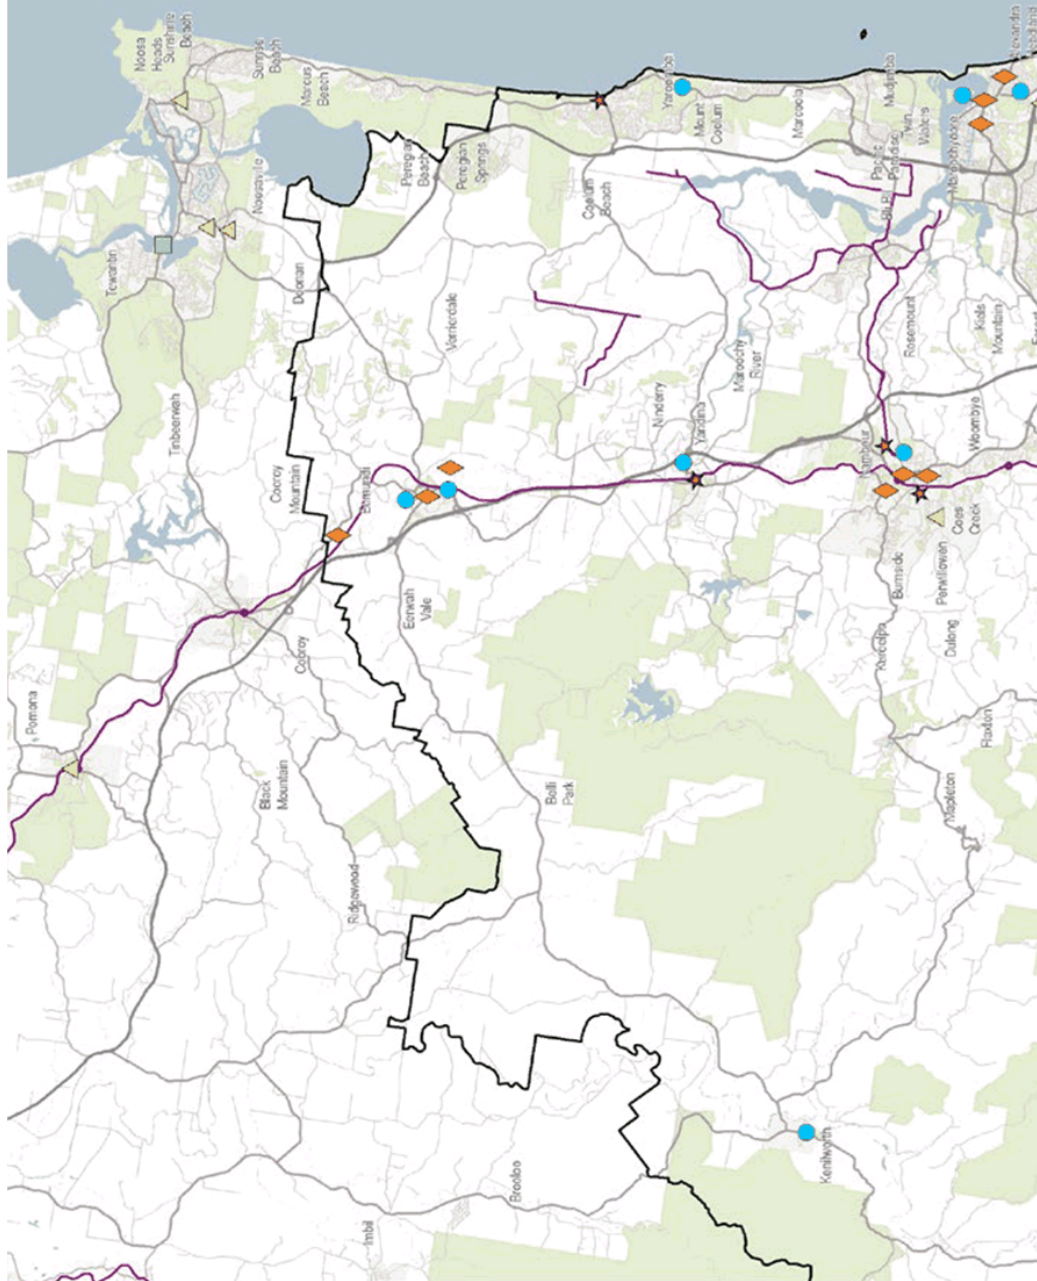 Noosa
Heads
Sunshine
Beach
Sunrise
Beach
Marcus
Beach
Tewantin
Noosaville
Doonan
Peregian
Beach
Peregian
Springs
Tinbeerwah
Verrierdale
Cooroy
Mountain
Eumundi
Pomona
Cooroy
Eerwah
Vale
Black
Mountain
Ridgewood
Belli
Park
Brooloo
Imbil
Yaroomba
Mount
Coolum
Coolum
Beach
Marcoola
Mudjimba
Pacific
Paradise
Twin
Waters
Bli Bli
Maroochydore
Alexandra
Headland
Ninderry
Yandina
Maroochy
River
Rosemount
Kiels
Mountain
Nambour
Woombye
Coes
Creek
Burnside
Perwillowen
Kureelpa
Dulong
Flaxton
Mapleton
Kenilworth